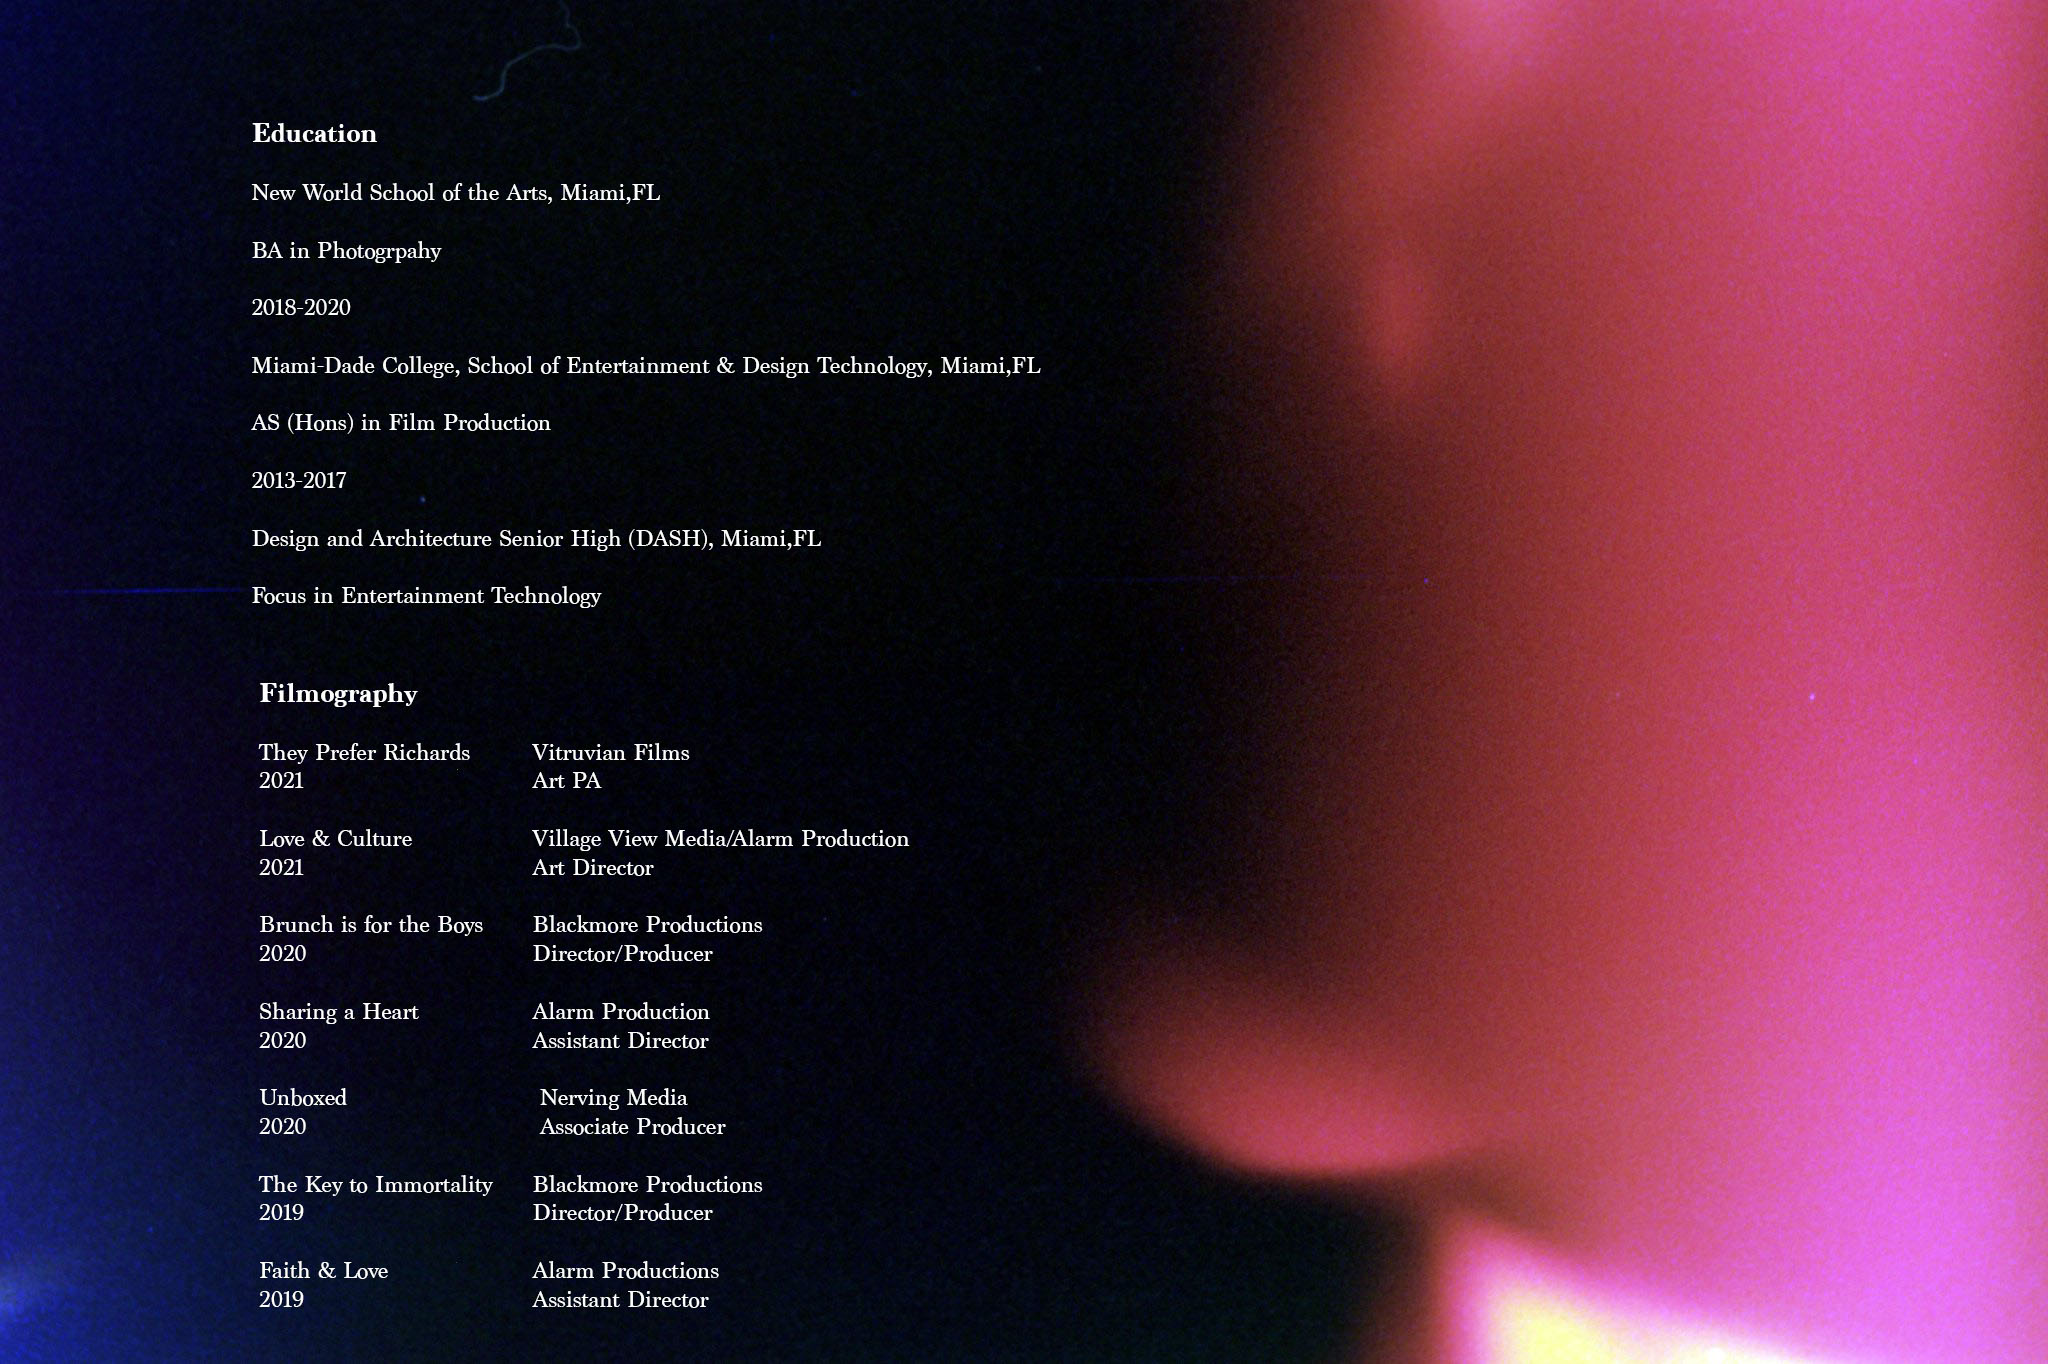 Education
New World School of the Arts, Miami,FL
BA in Photogrpahy
2018-2020
Miami-Dade College, School of Entertainment & Design Technology, Miami,FL
AS (Hons) in Film Production
2013-2017
Design and Architecture Senior High (DASH), Miami,FL
Focus in Entertainment Technology
Filmography
They Prefer Richards Vitruvian Films
2021 Art PA
Love & Culture Village View Media/Alarm Production
2021 Art Director
Brunch is for the Boys Blackmore Productions
2020 Director/Producer
Sharing a Heart Alarm Production
2020 Assistant Director
Unboxed Nerving Media
2020 Associate Producer
The Key to Immortality Blackmore Productions
2019 Director/Producer
Faith & Love Alarm Productions
2019 Assistant Director